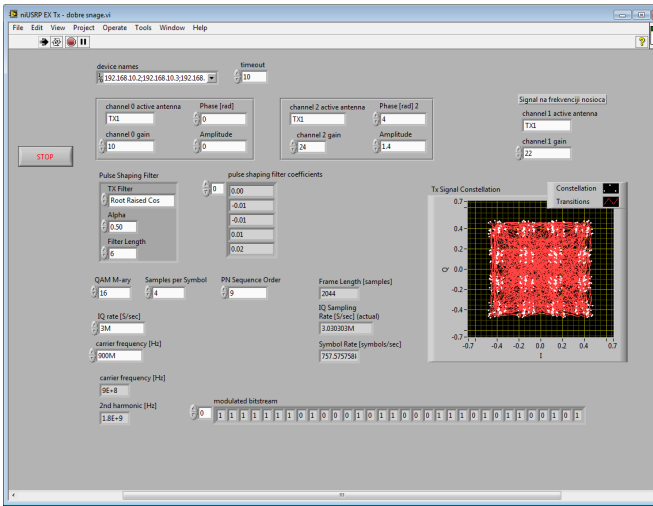 niUSRP EX Tx - dobre snage.vi
File Edit View Project Operate Tools Window Help
device names
192.168.10.2;192.168.10.3;192.168.
timeout
10
channel 0 active antenna
TX1
Phase [rad]
0
channel 0 gain
10
Amplitude
0
channel 2 active antenna
TX1
Phase [rad] 2
4
channel 2 gain
24
Amplitude
1.4
Signal na frekvenciji nosioca
channel 1 active antenna
TX1
channel 1 gain
22
STOP
Pulse Shaping Filter
TX Filter
Root Raised Cos
Alpha
0.50
Filter Length
6
pulse shaping filter coefficients
0
0.00
-0.01
-0.01
0.01
0.02
Tx Signal Constellation
Constellation
Transitions
Q
0.7
0.4
0.2
0.0
-0.2
-0.4
-0.7
-0.7 -0.4 -0.2 0.0 0.2 0.4 0.7
I
QAM M-ary
16
Samples per Symbol
4
PN Sequence Order
9
Frame Length [samples]
2044
IQ rate [S/sec]
3M
IQ Sampling
Rate [S/sec] (actual)
3.030303M
carrier frequency [Hz]
900M
Symbol Rate [symbols/sec]
757.575758
carrier frequency [Hz]
9E+8
2nd harmonic [Hz]
1.8E+9
modulated bitstream
0 1 1 1 1 1 1 1 0 1 0 0 1 0 1 1 0 0 0 1 0 1 0 0 1 1 0 0 1 0 1